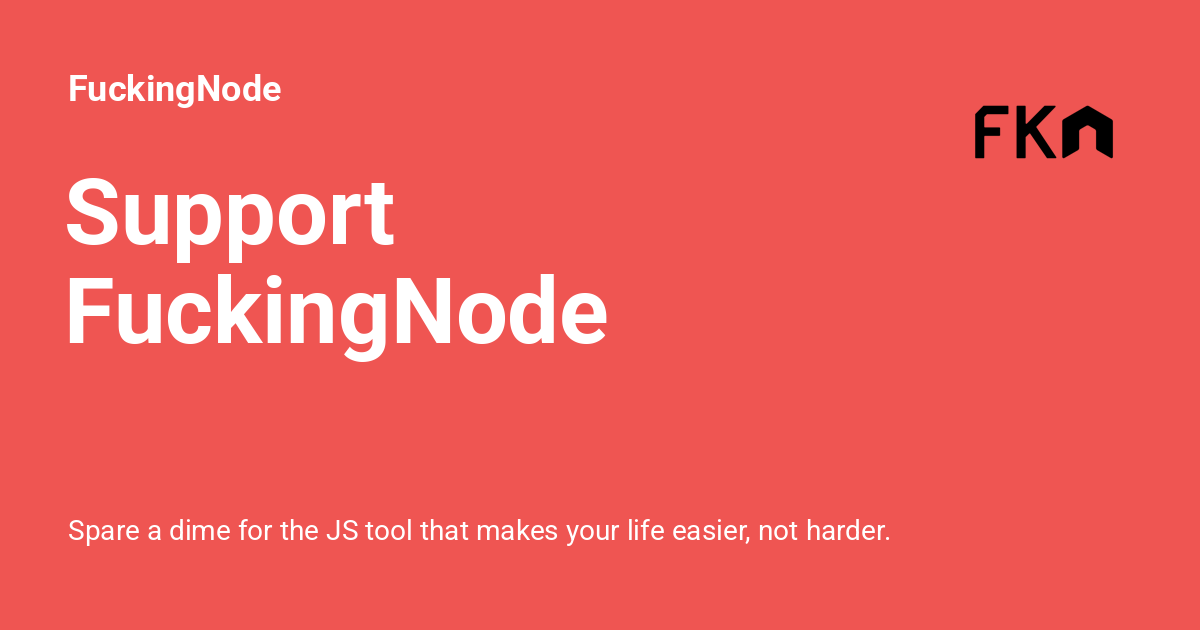 FuckingNode
FKn
Support
FuckingNode
Spare a dime for the JS tool that makes your life easier, not harder.